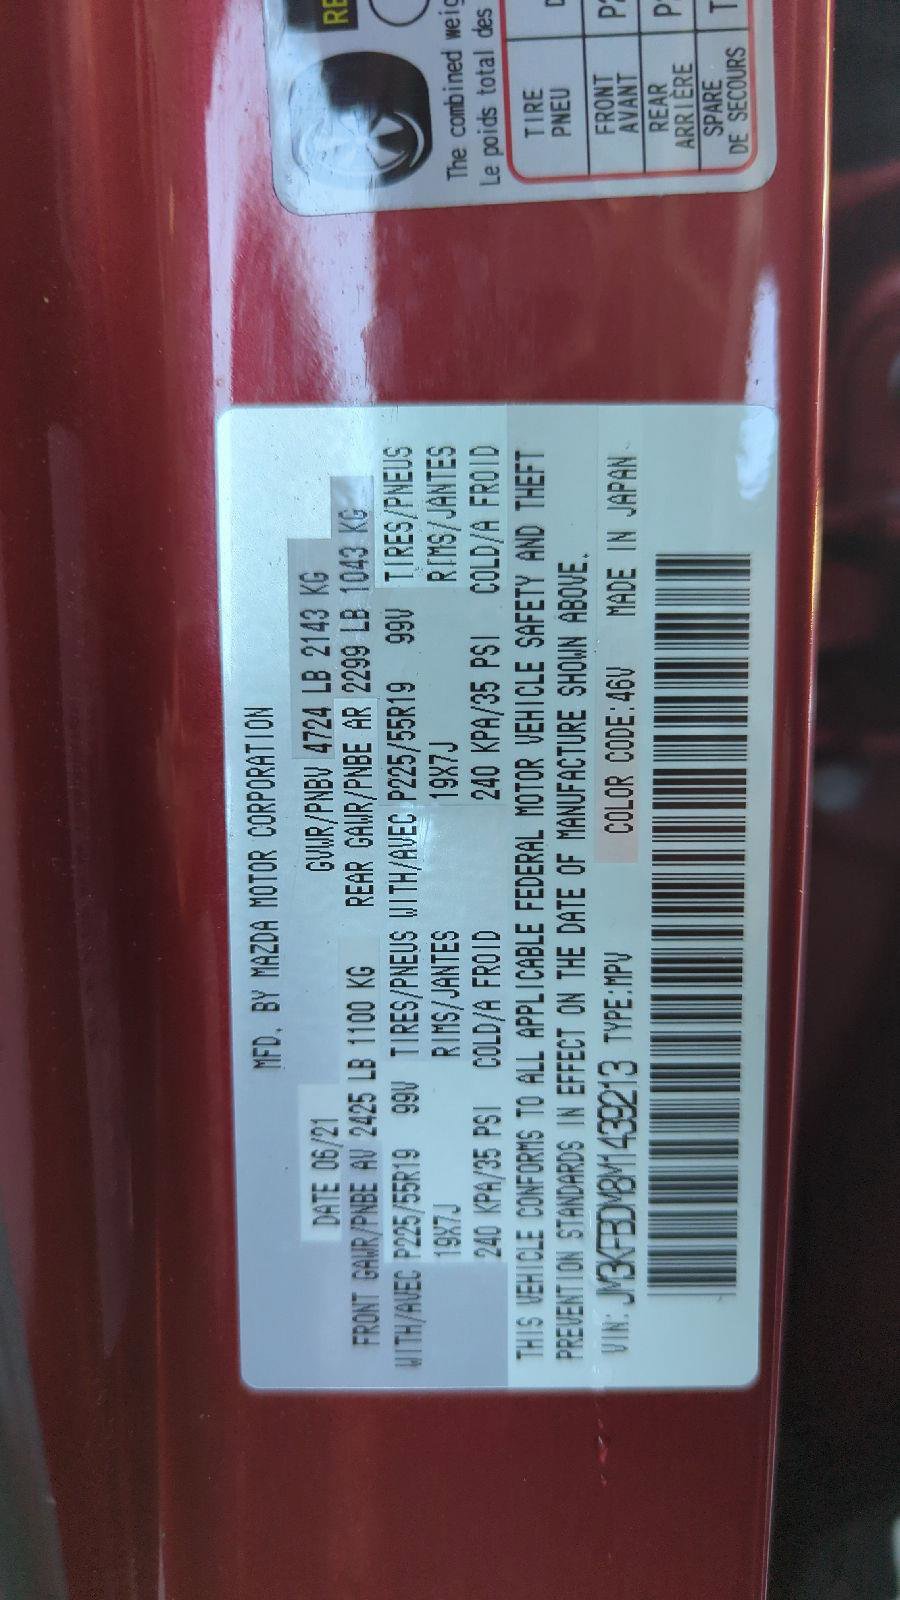 MFD. BY MAZDA MOTOR CORPORATION
DATE 06/21 GVWR/PNBV 4724 LB 2143 KG
FRONT GAWR/PNBE AV 2425 LB 1100 KG REAR GAWR/PNBE AR 2299 LB 1043 KG
WITH/AVEC P225/55R19 99V TIRES/PNEUS WITH/AVEC P225/55R19 99V TIRES/PNEUS
19X7J RIMS/JANTES 19X7J RIMS/JANTES
240 KPA/35 PSI COLD/A FROID 240 KPA/35 PSI COLD/A FROID
THIS VEHICLE CONFORMS TO ALL APPLICABLE FEDERAL MOTOR VEHICLE SAFETY AND THEFT
PREVENTION STANDARDS IN EFFECT ON THE DATE OF MANUFACTURE SHOWN ABOVE.
VIN: JM3KFBDM8M1439213 TYPE:MPV COLOR CODE:46V MADE IN JAPAN
The combined
Le poids total des
TIRE
PNEU
FRONT
AVANT
REAR
ARRIÈRE
SPARE
DE SECOURS